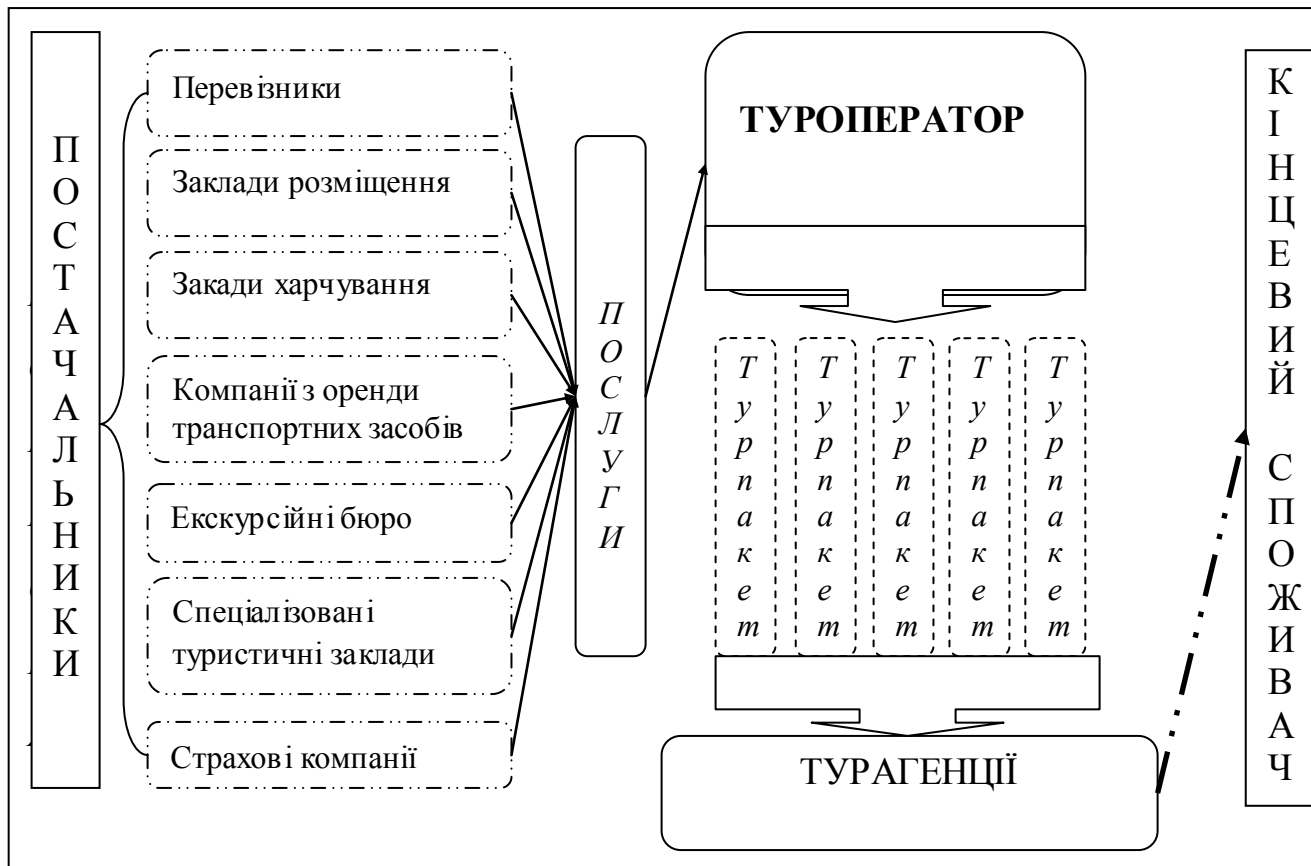 ПОСТАЧАЛЬНИКИ
Перевізники
Заклади розміщення
Закади харчування
Компанії з оренди
транспортних засобів
Екскурсійні бюро
Спеціалізовані
туристичні заклади
Страхові компанії
ПОСЛУГИ
ТУРОПЕРАТОР
Турпакет
Турпакет
Турпакет
Турпакет
Турпакет
ТУРАГЕНЦІЇ
КІНЦЕВИЙ СПОЖИВАЧ